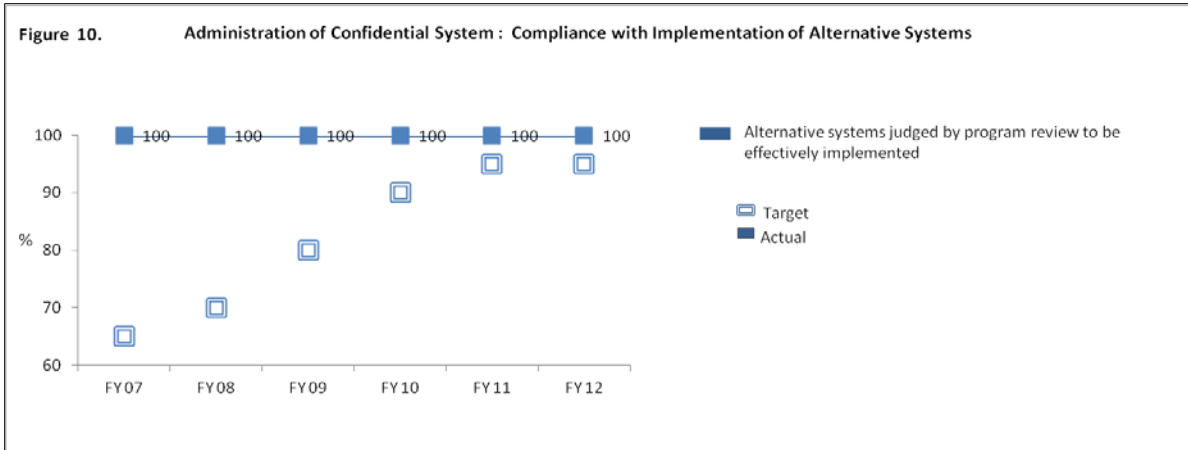 Figure 10. Administration of Confidential System : Compliance with Implementation of Alternative Systems
100 100 100 100 100 100 100
90
80
70
60
%
FY07 FY08 FY09 FY10 FY11 FY12
Alternative systems judged by program review to be
effectively implemented
Target
Actual